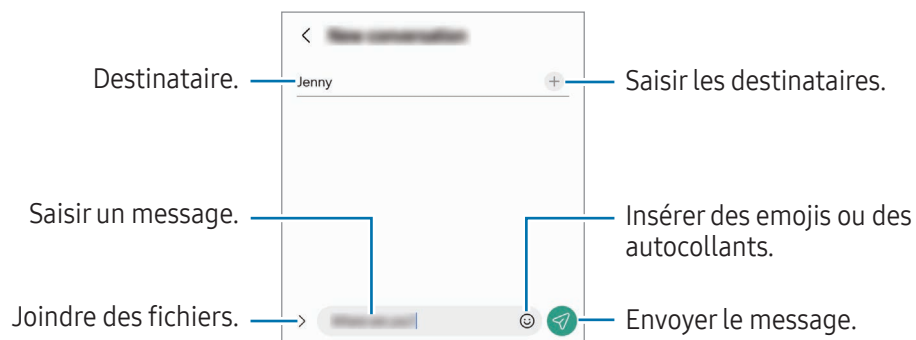 Destinataire.
Jenny
Saisir les destinataires.
Saisir un message.
Insérer des emojis ou des
autocollants.
Joindre des fichiers.
Envoyer le message.